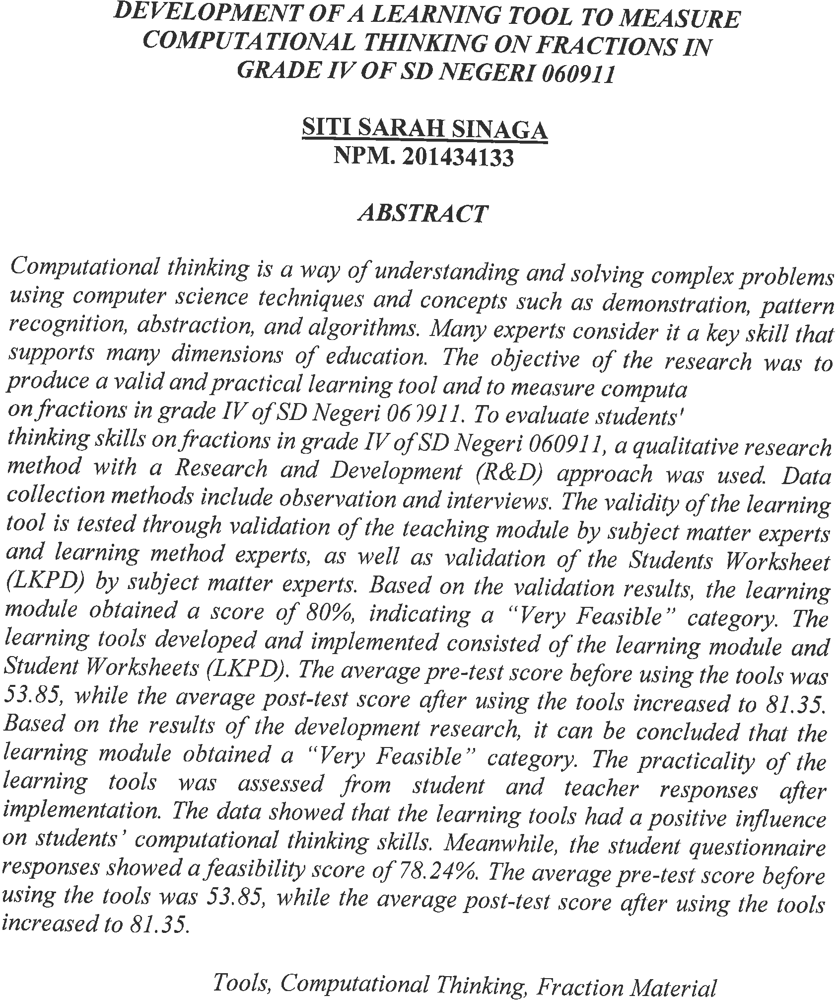 DEVELOPMENT OF A LEARNING TOOL TO MEASURE
COMPUTATIONAL THINKING ON FRACTIONS IN
GRADE IV OF SD NEGERI 060911
SITI SARAH SINAGA
NPM. 201434133
ABSTRACT
Computational thinking is a way of understanding and solving complex problems
using computer science techniques and concepts such as demonstration, pattern
recognition, abstraction, and algorithms. Many experts consider it a key skill that
supports many dimensions of education. The objective of the research was to
produce a valid and practical learning tool and to measure computa
on fractions in grade IV of SD Negeri 06 911. To evaluate students'
thinking skills on fractions in grade IV of SD Negeri 060911, a qualitative research
method with a Research and Development (R&D) approach was used. Data
collection methods include observation and interviews. The validity of the learning
tool is tested through validation of the teaching module by subject matter experts
and learning method experts, as well as validation of the Students Worksheet
(LKPD) by subject matter experts. Based on the validation results, the learning
module obtained a score of 80%, indicating a “Very Feasible” category. The
learning tools developed and implemented consisted of the learning module and
Student Worksheets (LKPD). The average pre-test score before using the tools was
53.85, while the average post-test score after using the tools increased to 81.35.
Based on the results of the development research, it can be concluded that the
learning module obtained a “Very Feasible” category. The practicality of the
learning tools was assessed from student and teacher responses after
implementation. The data showed that the learning tools had a positive influence
on students’ computational thinking skills. Meanwhile, the student questionnaire
responses showed a feasibility score of 78.24%. The average pre-test score before
using the tools was 53.85, while the average post-test score after using the tools
increased to 81.35.
Tools, Computational Thinking, Fraction Material